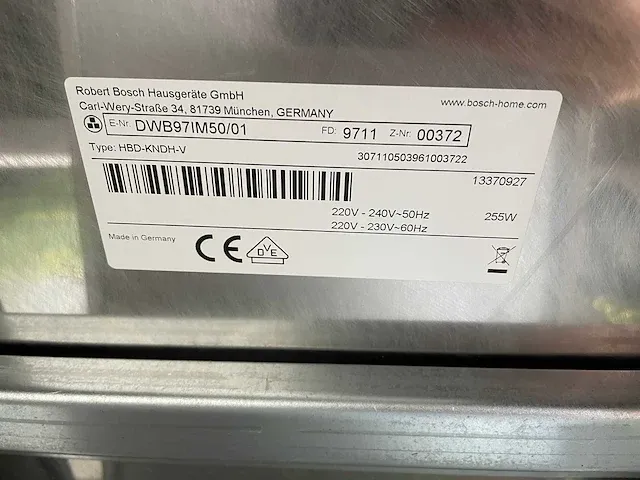 Robert Bosch Hausgeräte GmbH
Carl-Wery-Straße 34, 81739 München, GERMANY
www.bosch-home.com
E-Nr. DWB97IM50/01 FD: 9711 Z-Nr. 00372
Type: HBD-KNDH-V 307110503961003722
13370927
220V - 240V~50Hz 255W
220V - 230V~60Hz
Made in Germany CE DVE